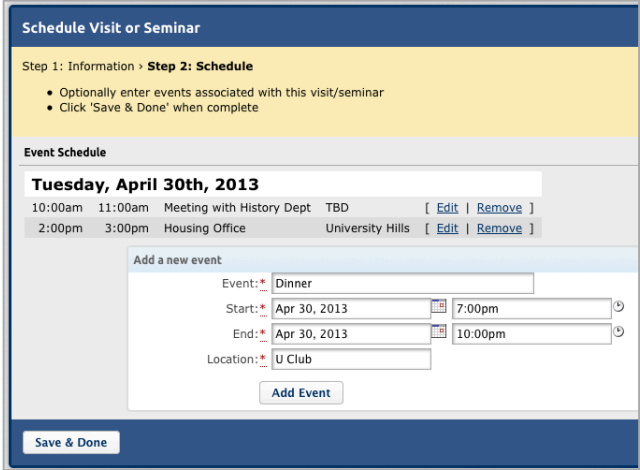 Schedule Visit or Seminar
Step 1: Information › Step 2: Schedule
• Optionally enter events associated with this visit/seminar
• Click 'Save & Done' when complete
Event Schedule
Tuesday, April 30th, 2013
10:00am 11:00am Meeting with History Dept TBD [ Edit | Remove ]
2:00pm 3:00pm Housing Office University Hills [ Edit | Remove ]
Add a new event
Event:* Dinner
Start:* Apr 30, 2013 7:00pm
End:* Apr 30, 2013 10:00pm
Location:* U Club
Add Event
Save & Done